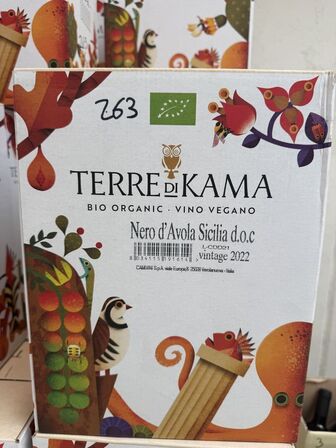 263
TERRE DI KAMA
BIO ORGANIC · VINO VEGANO
Nero d'Avola Sicilia d.o.c
vintage 2022